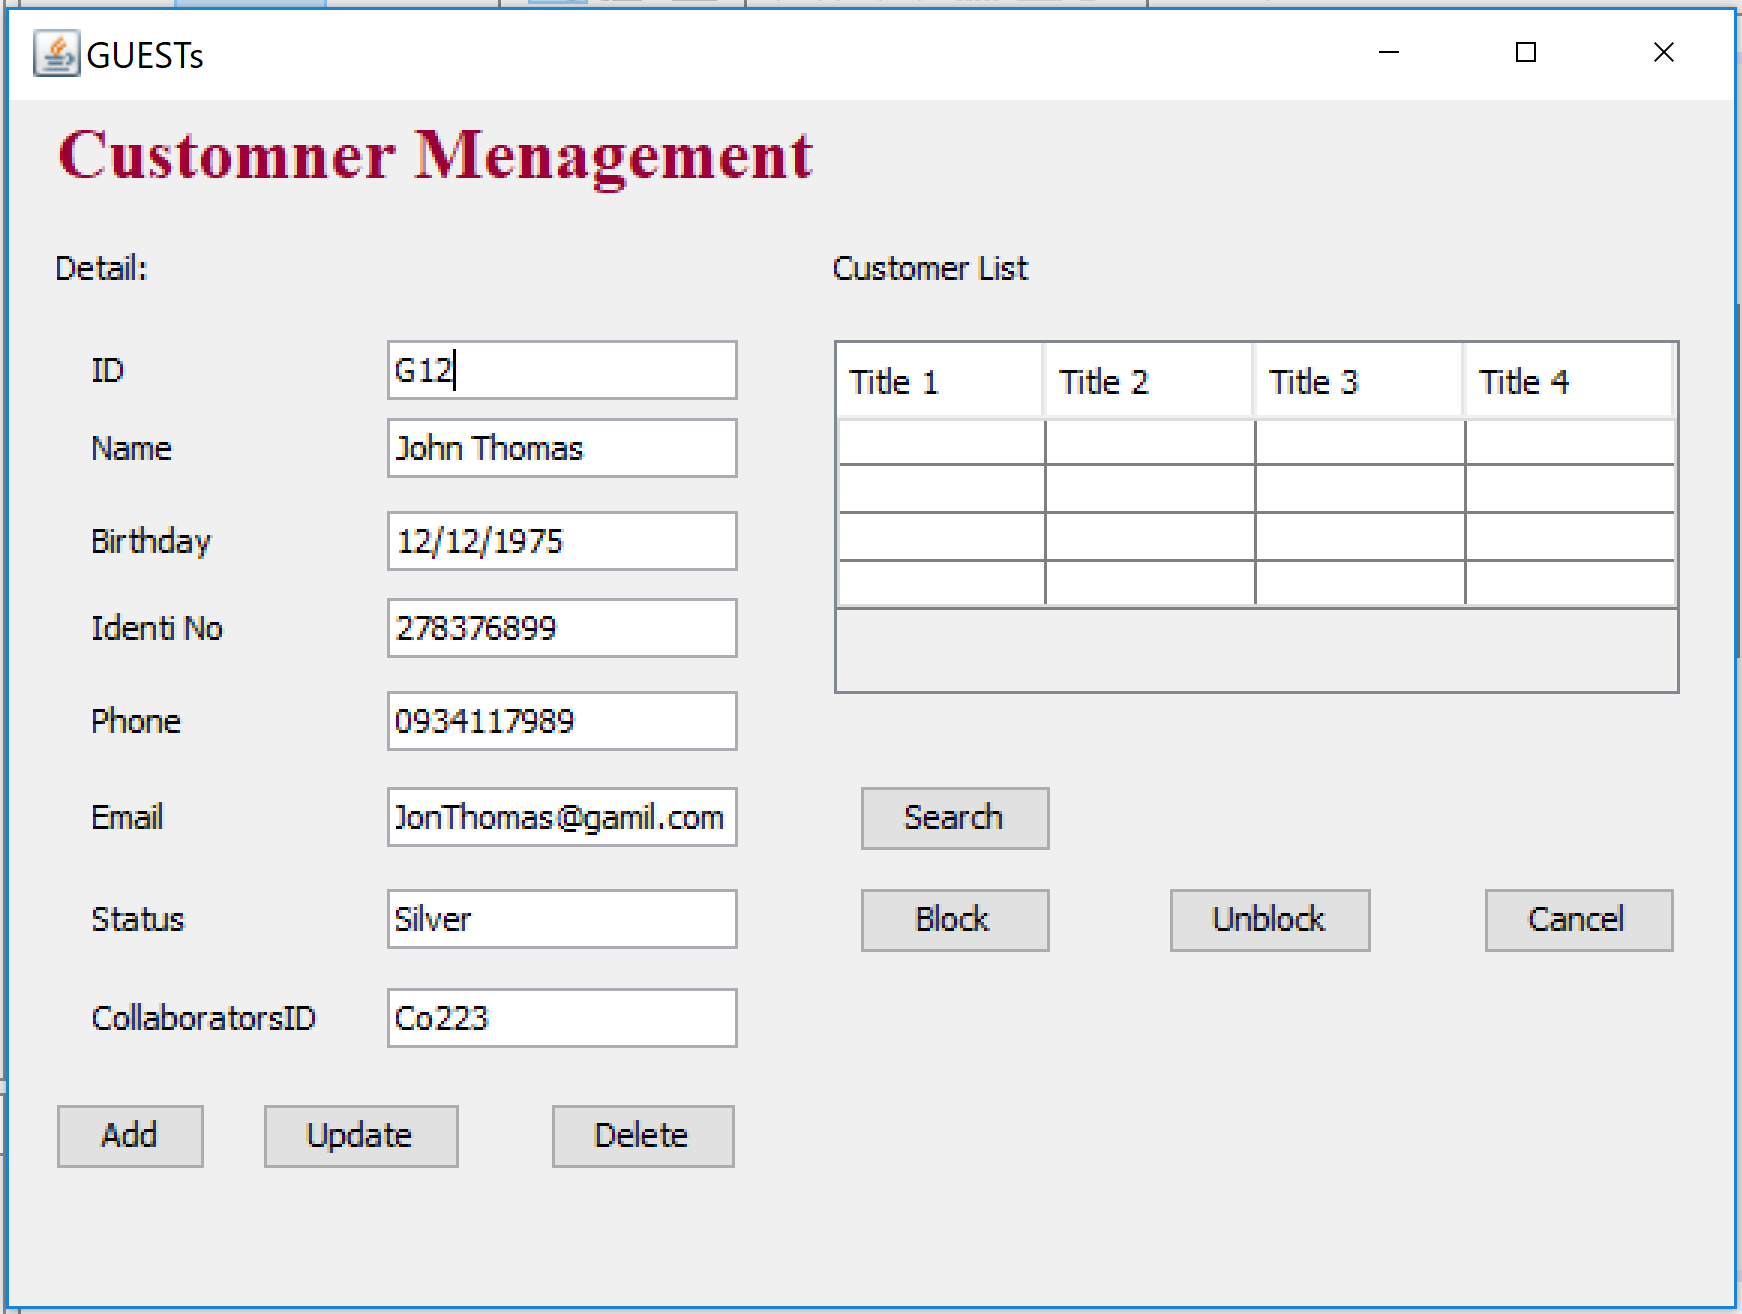 GUESTs
Customner Menagement
Detail:
Customer List
ID G12
Name John Thomas
Birthday 12/12/1975
Identi No 278376899
Phone 0934117989
Email JonThomas@gamil.com
Status Silver
CollaboratorsID Co223
Add Update Delete
Title 1 Title 2 Title 3 Title 4
Search
Block Unblock Cancel